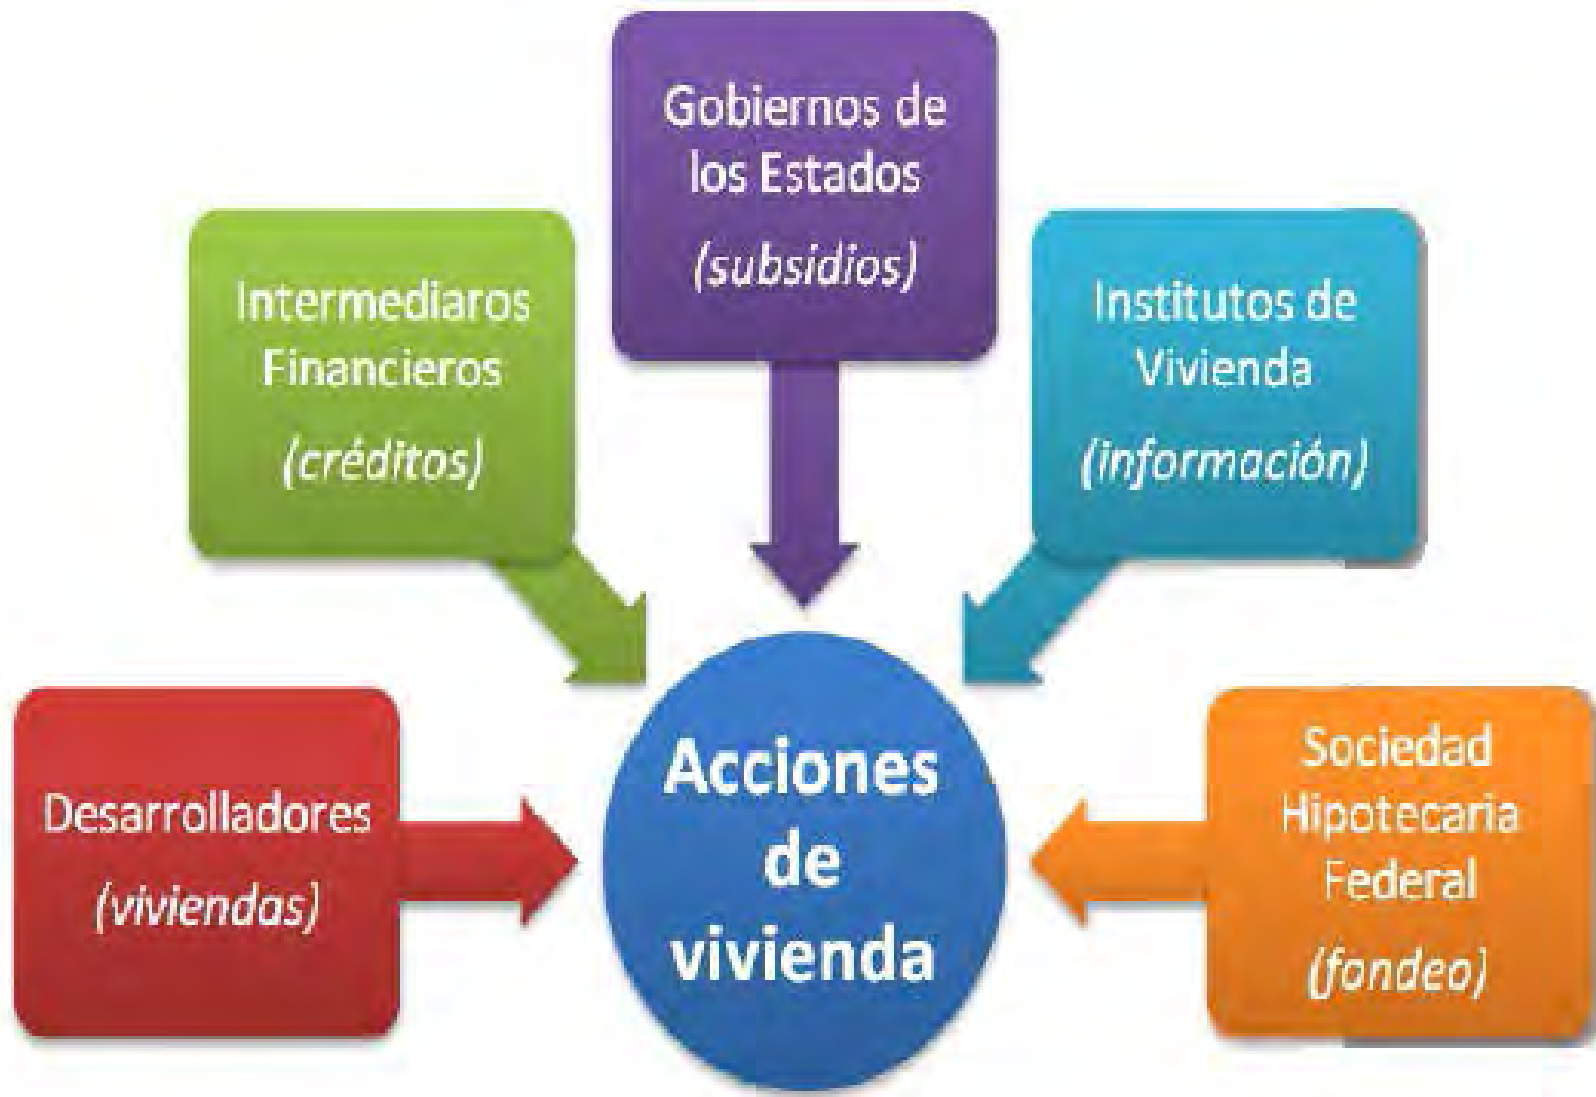 Gobiernos de
los Estados
(subsidios)
Intermediaros
Financieros
(créditos)
Institutos de
Vivienda
(información)
Desarrolladores
(viviendas)
Acciones
de
vivienda
Sociedad
Hipotecaria
Federal
(fondeo)